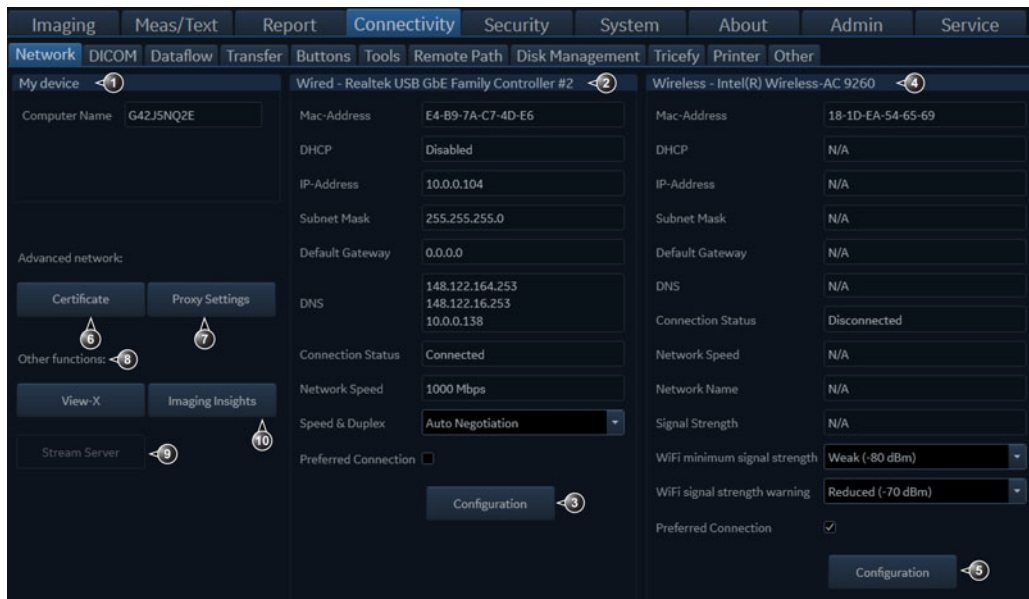 Imaging Meas/Text Report Connectivity Security System About Admin Service
Network DICOM Dataflow Transfer Buttons Tools Remote Path Disk Management Tricefy Printer Other
My device 1
Computer Name G42J5NQ2E
Advanced network:
Certificate Proxy Settings
6 7
Other functions: 8
View-X Imaging Insights
10
Stream Server 9
Wired - Realtek USB GbE Family Controller #2 2
Mac-Address E4-B9-7A-C7-4D-E6
DHCP Disabled
IP-Address 10.0.0.104
Subnet Mask 255.255.255.0
Default Gateway 0.0.0.0
148.122.164.253
DNS 148.122.16.253
10.0.0.138
Connection Status Connected
Network Speed 1000 Mbps
Speed & Duplex Auto Negotiation
Preferred Connection
Configuration 3
Wireless - Intel(R) Wireless-AC 9260 4
Mac-Address 18-1D-EA-54-65-69
DHCP N/A
IP-Address N/A
Subnet Mask N/A
Default Gateway N/A
DNS N/A
Connection Status Disconnected
Network Speed N/A
Network Name N/A
Signal Strength N/A
WiFi minimum signal strength Weak (-80 dBm)
WiFi signal strength warning Reduced (-70 dBm)
Preferred Connection
Configuration 5